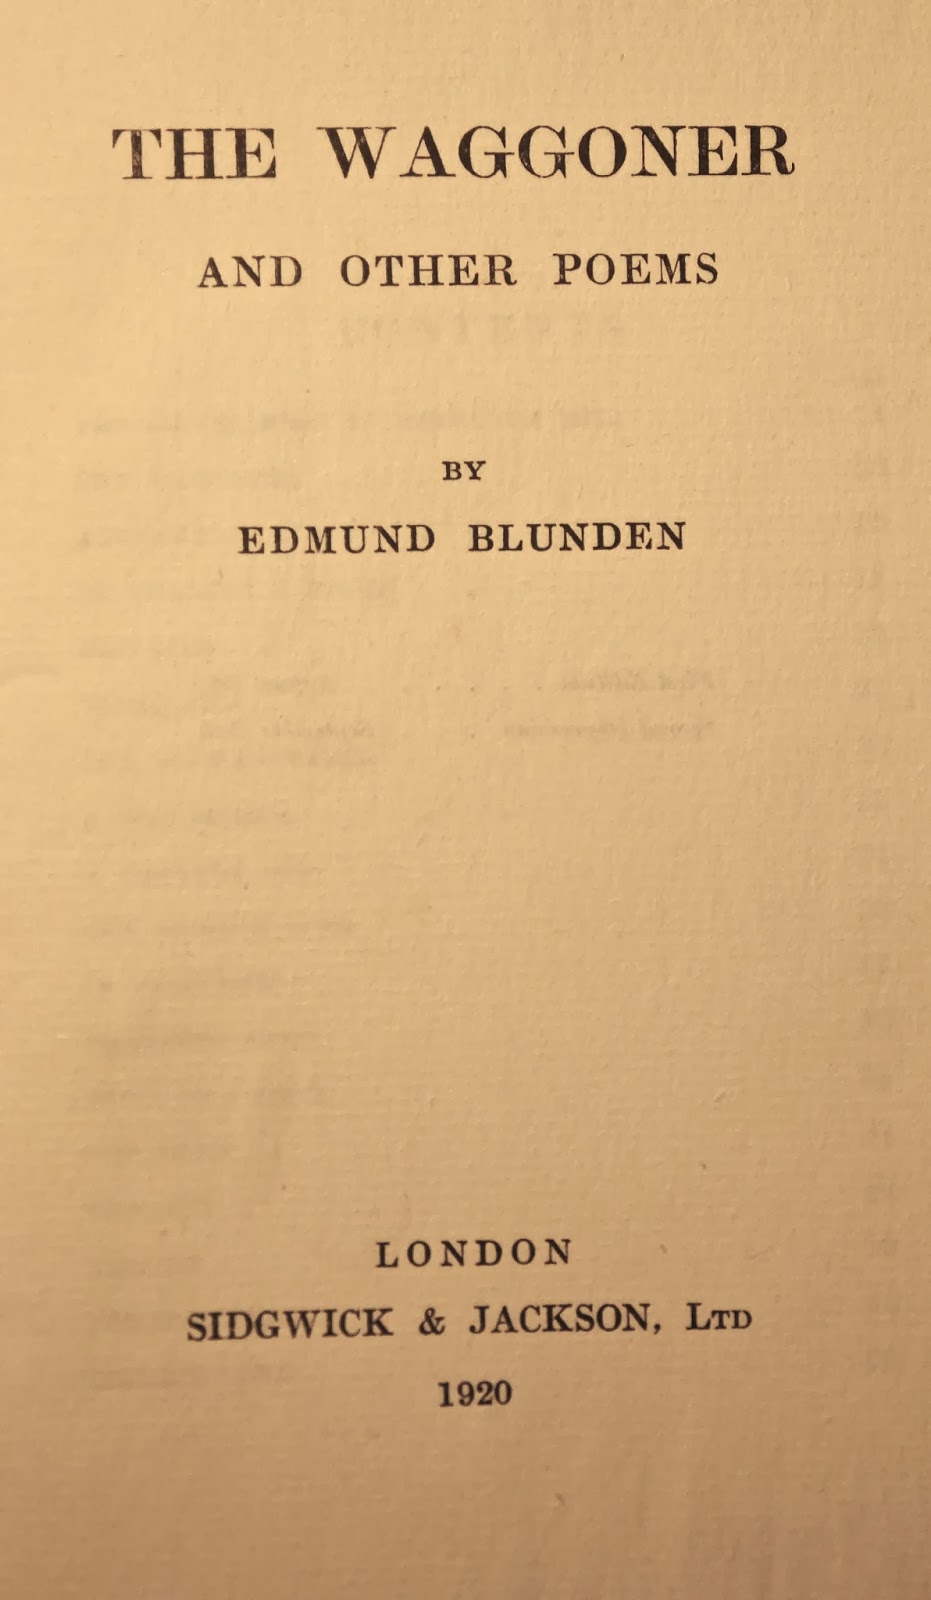 THE WAGGONER
AND OTHER POEMS
BY
EDMUND BLUNDEN
LONDON
SIDGWICK & JACKSON, LTD
1920